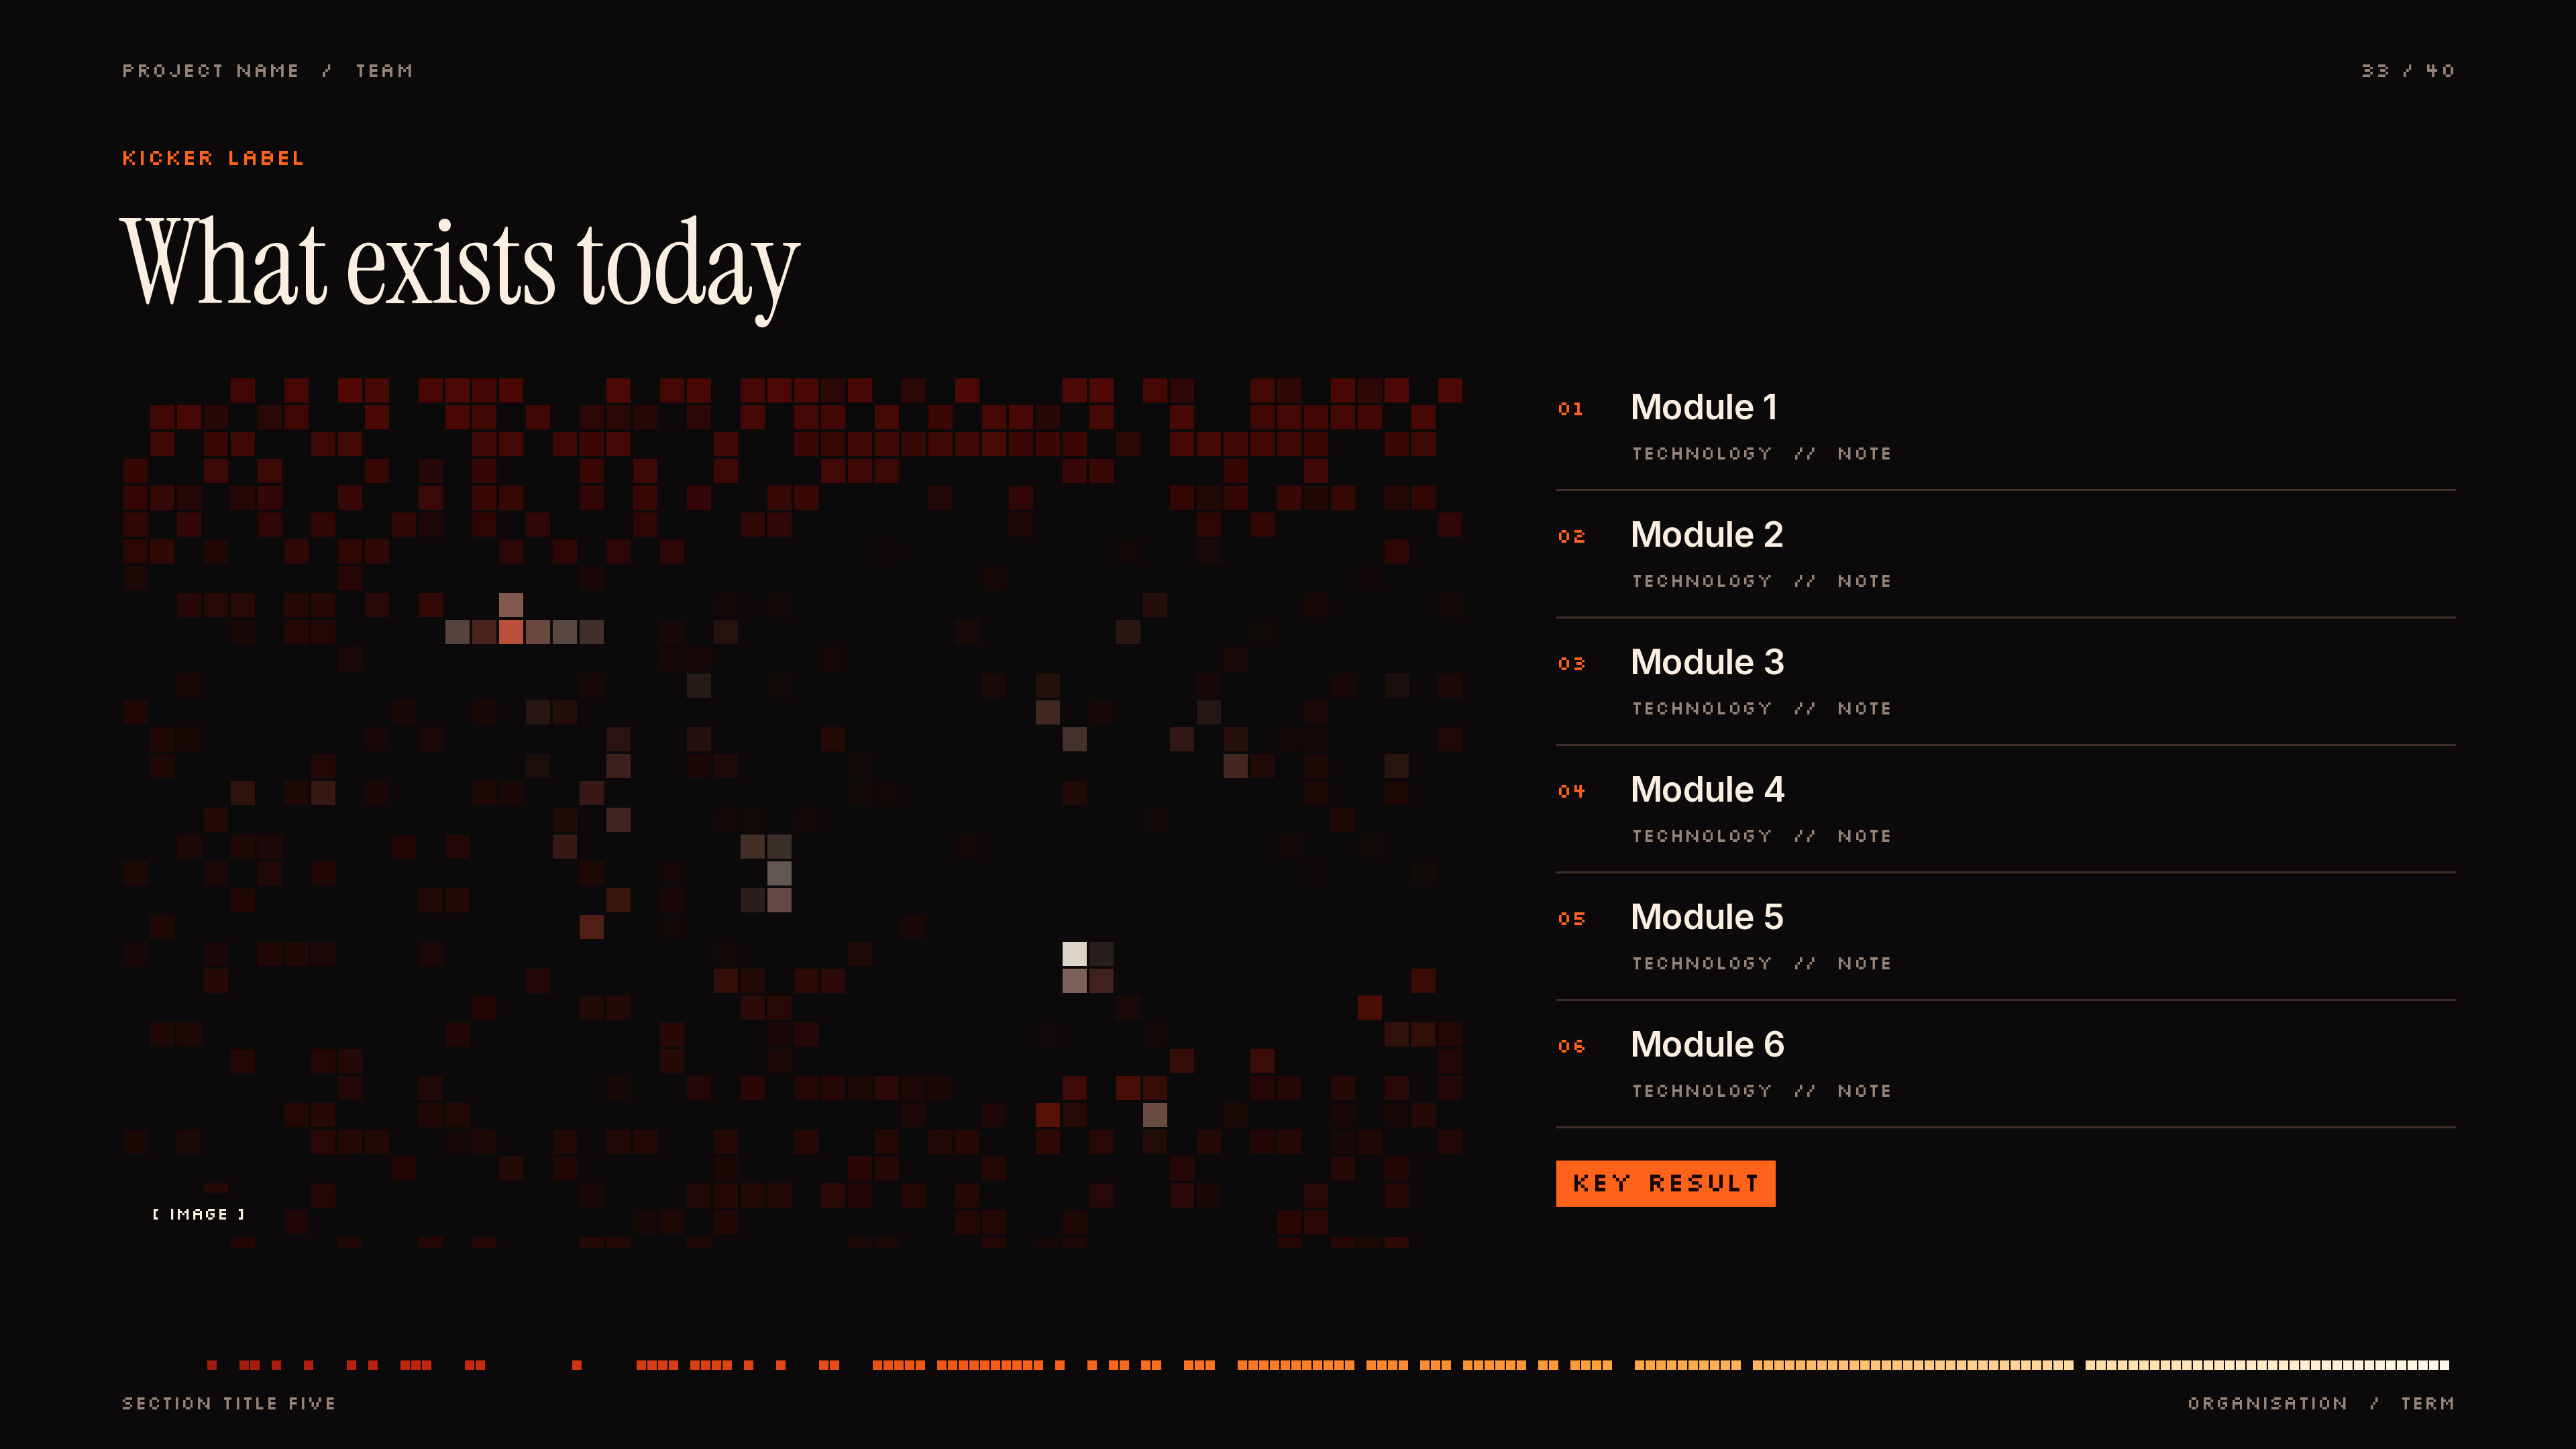 PROJECT NAME / TEAM
33 / 40
KICKER LABEL
What exists today
[ IMAGE ]
01 Module 1
TECHNOLOGY // NOTE
02 Module 2
TECHNOLOGY // NOTE
03 Module 3
TECHNOLOGY // NOTE
04 Module 4
TECHNOLOGY // NOTE
05 Module 5
TECHNOLOGY // NOTE
06 Module 6
TECHNOLOGY // NOTE
KEY RESULT
SECTION TITLE FIVE
ORGANISATION / TERM